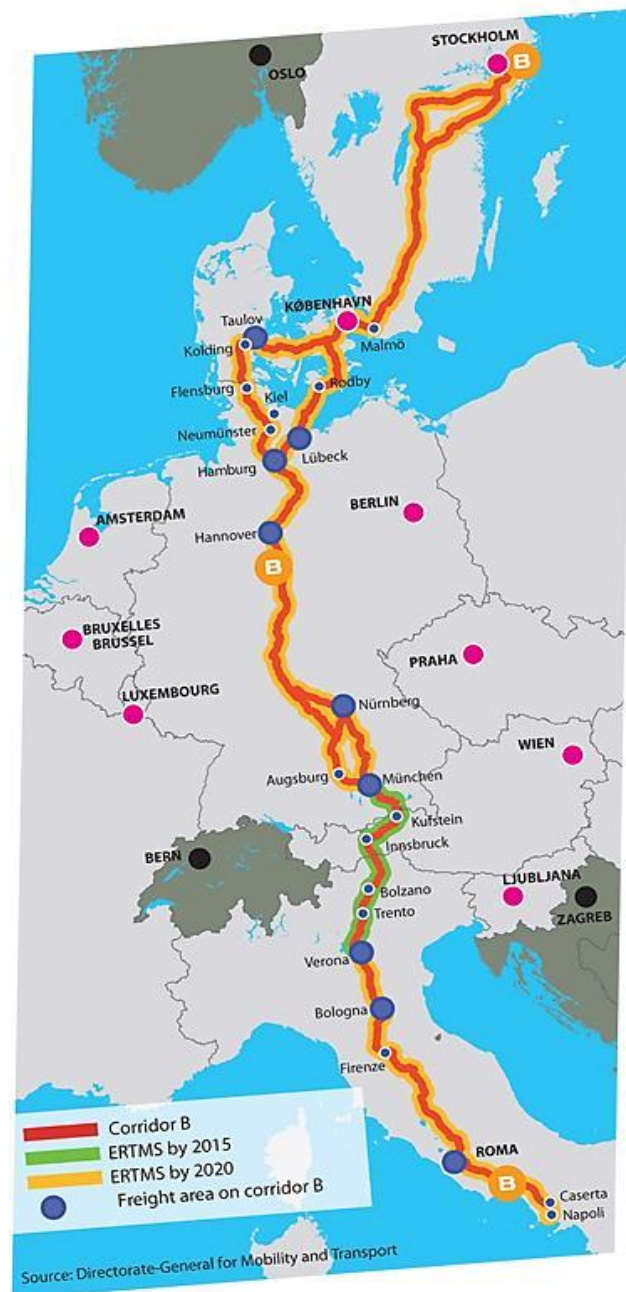 STOCKHOLM
B
OSLO
KØBENHAVN
Taulov
Malmö
Kolding
Flensburg
Kiel
Rodby
Neumünster
Lübeck
Hamburg
AMSTERDAM
BERLIN
Hannover
B
BRUXELLES
BRÜSSEL
PRAHA
LUXEMBOURG
Nürnberg
WIEN
Augsburg
München
Kufstein
Innsbruck
BERN
Bolzano
LJUBLJANA
Trento
ZAGREB
Verona
Bologna
Firenze
Corridor B
ERTMS by 2015
ERTMS by 2020
Freight area on corridor B
ROMA
B
Caserta
Napoli
Source: Directorate-General for Mobility and Transport